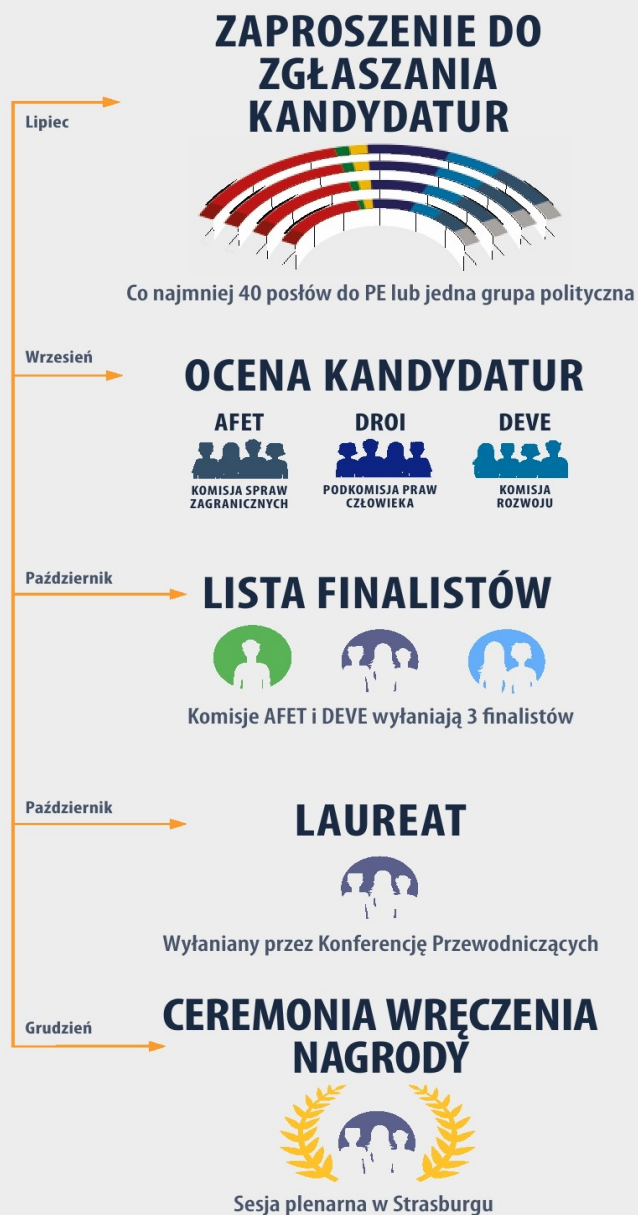 ZAPROSZENIE DO
ZGŁASZANIA
KANDYDATUR
Lipiec
Co najmniej 40 posłów do PE lub jedna grupa polityczna
Wrzesień
OCENA KANDYDATUR
AFET
DROI
DEVE
KOMISJA SPRAW
ZAGRANICZNYCH
PODKOMISJA PRAW
CZŁOWIEKA
KOMISJA
ROZWOJU
Październik
LISTA FINALISTÓW
Komisje AFET i DEVE wyłaniają 3 finalistów
Październik
LAUREAT
Wyłaniany przez Konferencję Przewodniczących
Grudzień
CEREMONIA WRĘCZENIA
NAGRODY
Sesja plenarna w Strasburgu